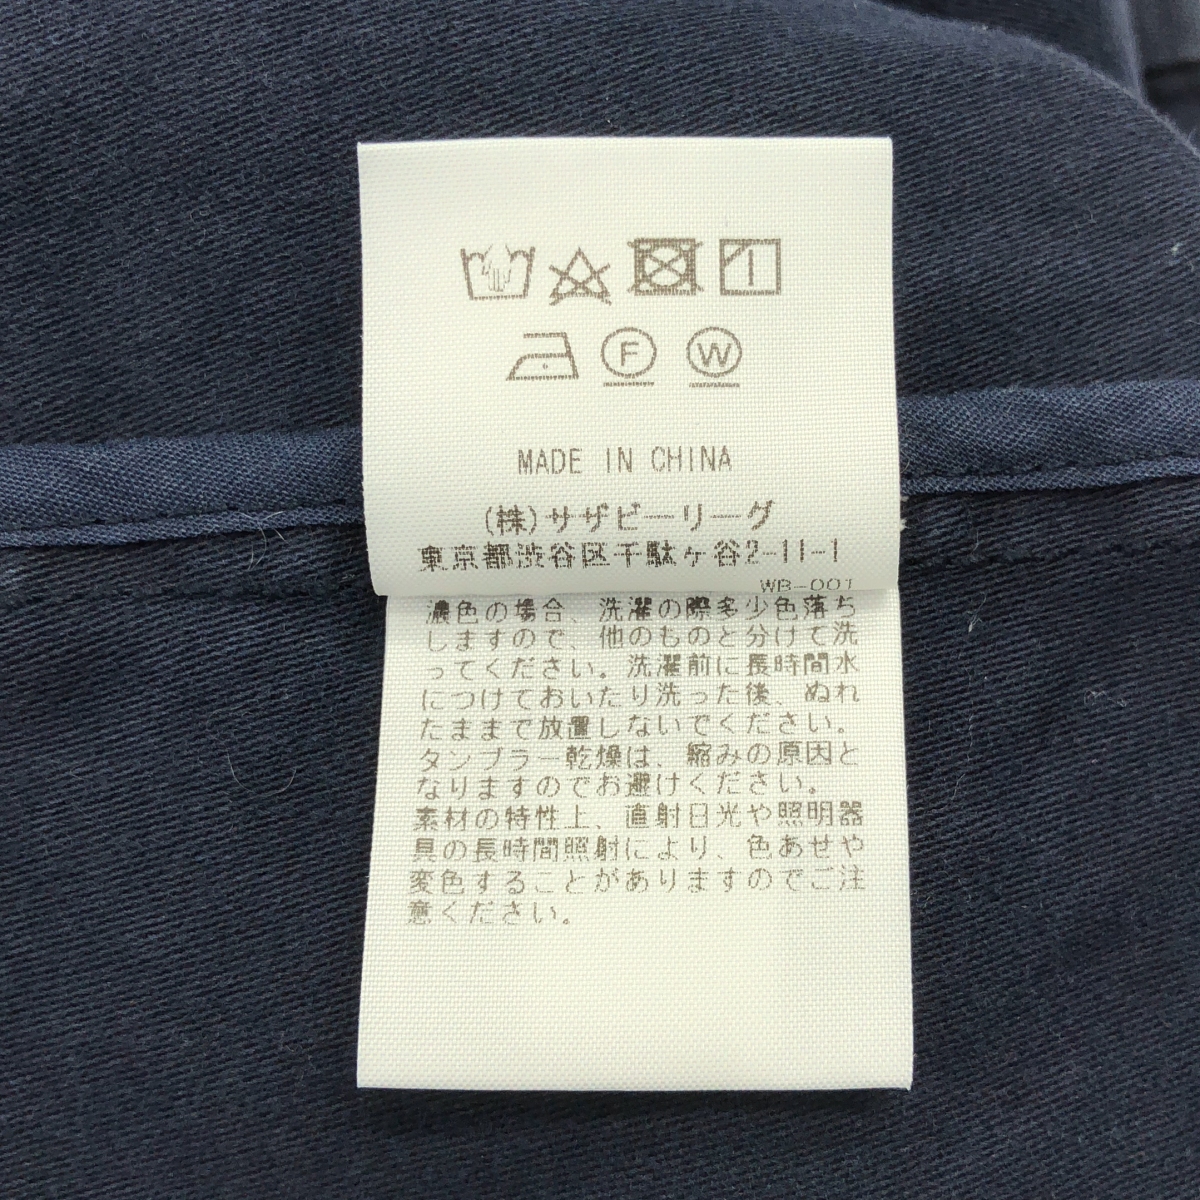 F W
MADE IN CHINA
(株)サザビーリーグ
東京都渋谷区千駄ヶ谷2-11-1
WB-001
濃色の場合、洗濯の際多少色落ち
しますので、他のものと分けて洗
ってください。洗濯前に長時間水
につけておいたり洗った後、ぬれ
たままで放置しないでください。
タンブラー乾燥は、縮みの原因と
なりますのでお避けください。
素材の特性上、直射日光や照明器
具の長時間照射により、色あせや
変色することがありますのでご注
意ください。